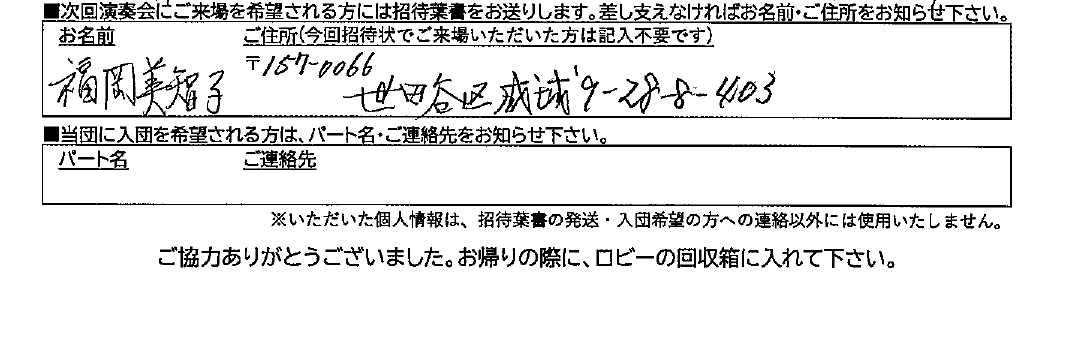 ■次回演奏会にご来場を希望される方には招待葉書をお送りします。差し支えなければお名前・ご住所をお知らせ下さい。
お名前 ご住所(今回招待状でご来場いただいた方は記入不要です)
〒157-0066
福岡美智子 世田谷区成城9-28-8-403
■当団に入団を希望される方は、パート名・ご連絡先をお知らせ下さい。
パート名 ご連絡先
※いただいた個人情報は、招待葉書の発送・入団希望の方への連絡以外には使用いたしません。
ご協力ありがとうございました。お帰りの際に、ロビーの回収箱に入れて下さい。